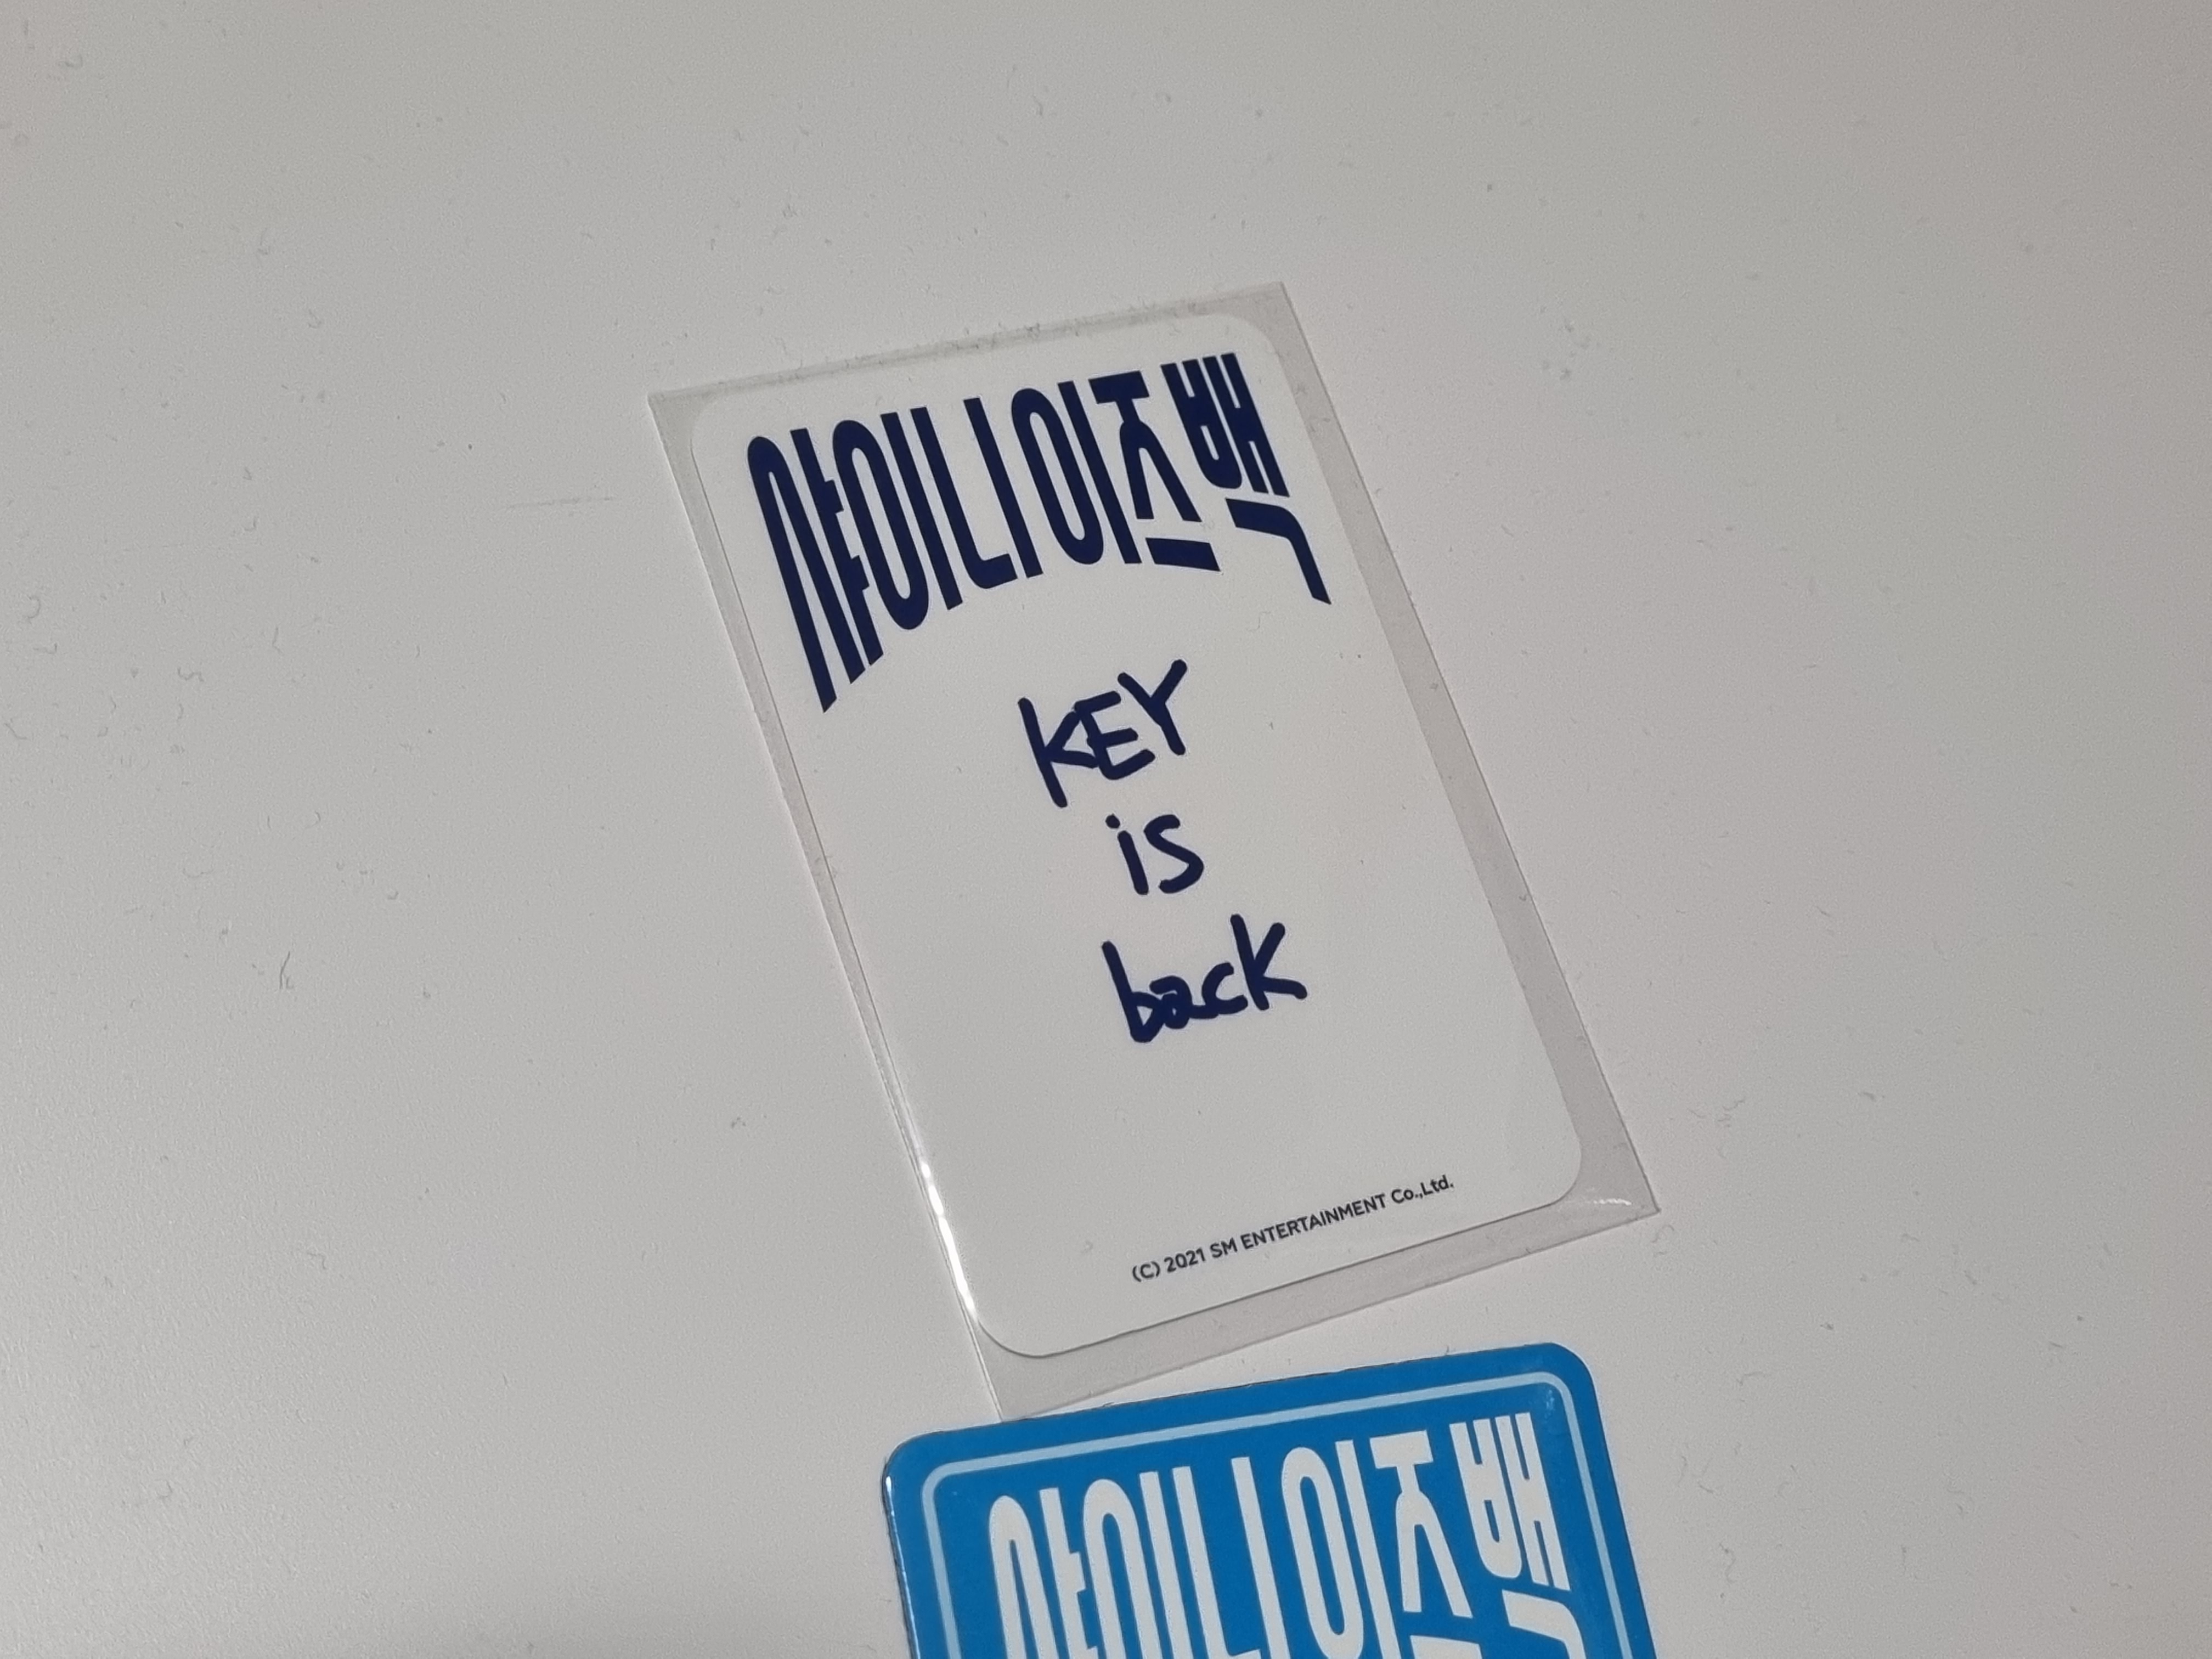 샤이니이즈백
KEY
is
back
(C) 2021 SM ENTERTAINMENT Co.,Ltd.
샤이니이즈백